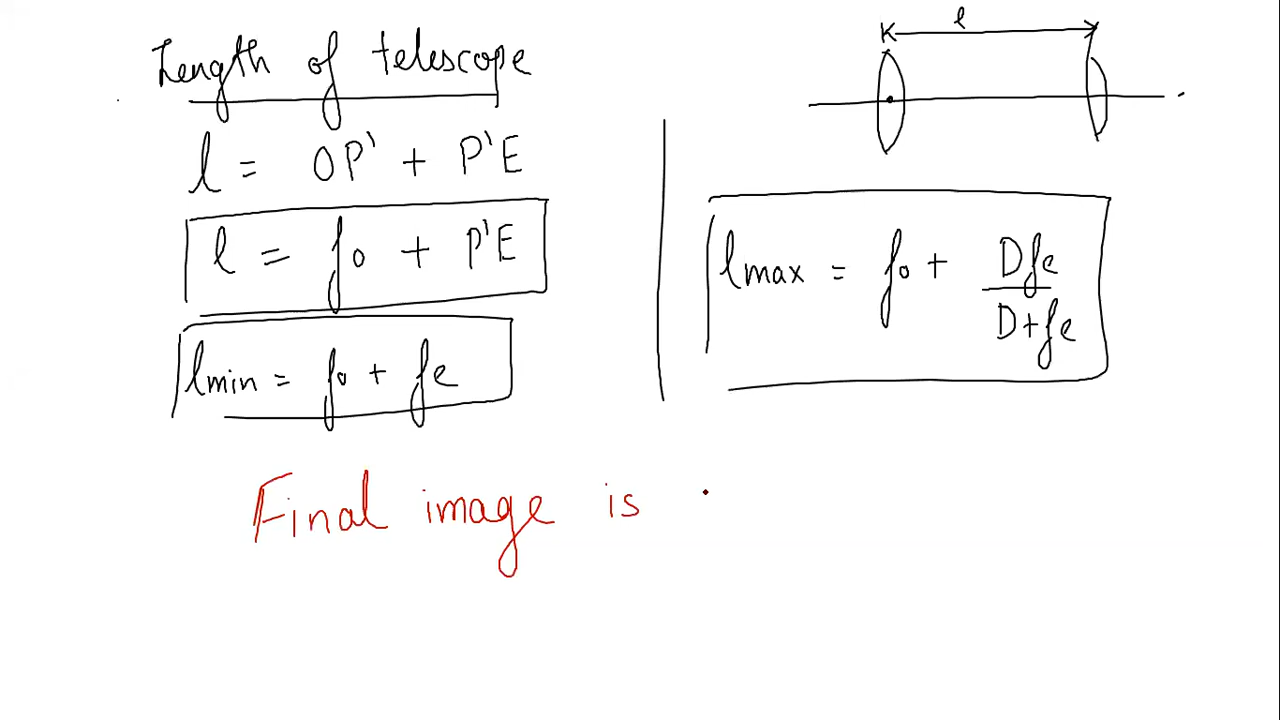 Length of telescope
l = OP' + P'E
l = fo + P'E
lmin = fo + fe
l
lmax = fo + Dfe / D+fe
Final image is